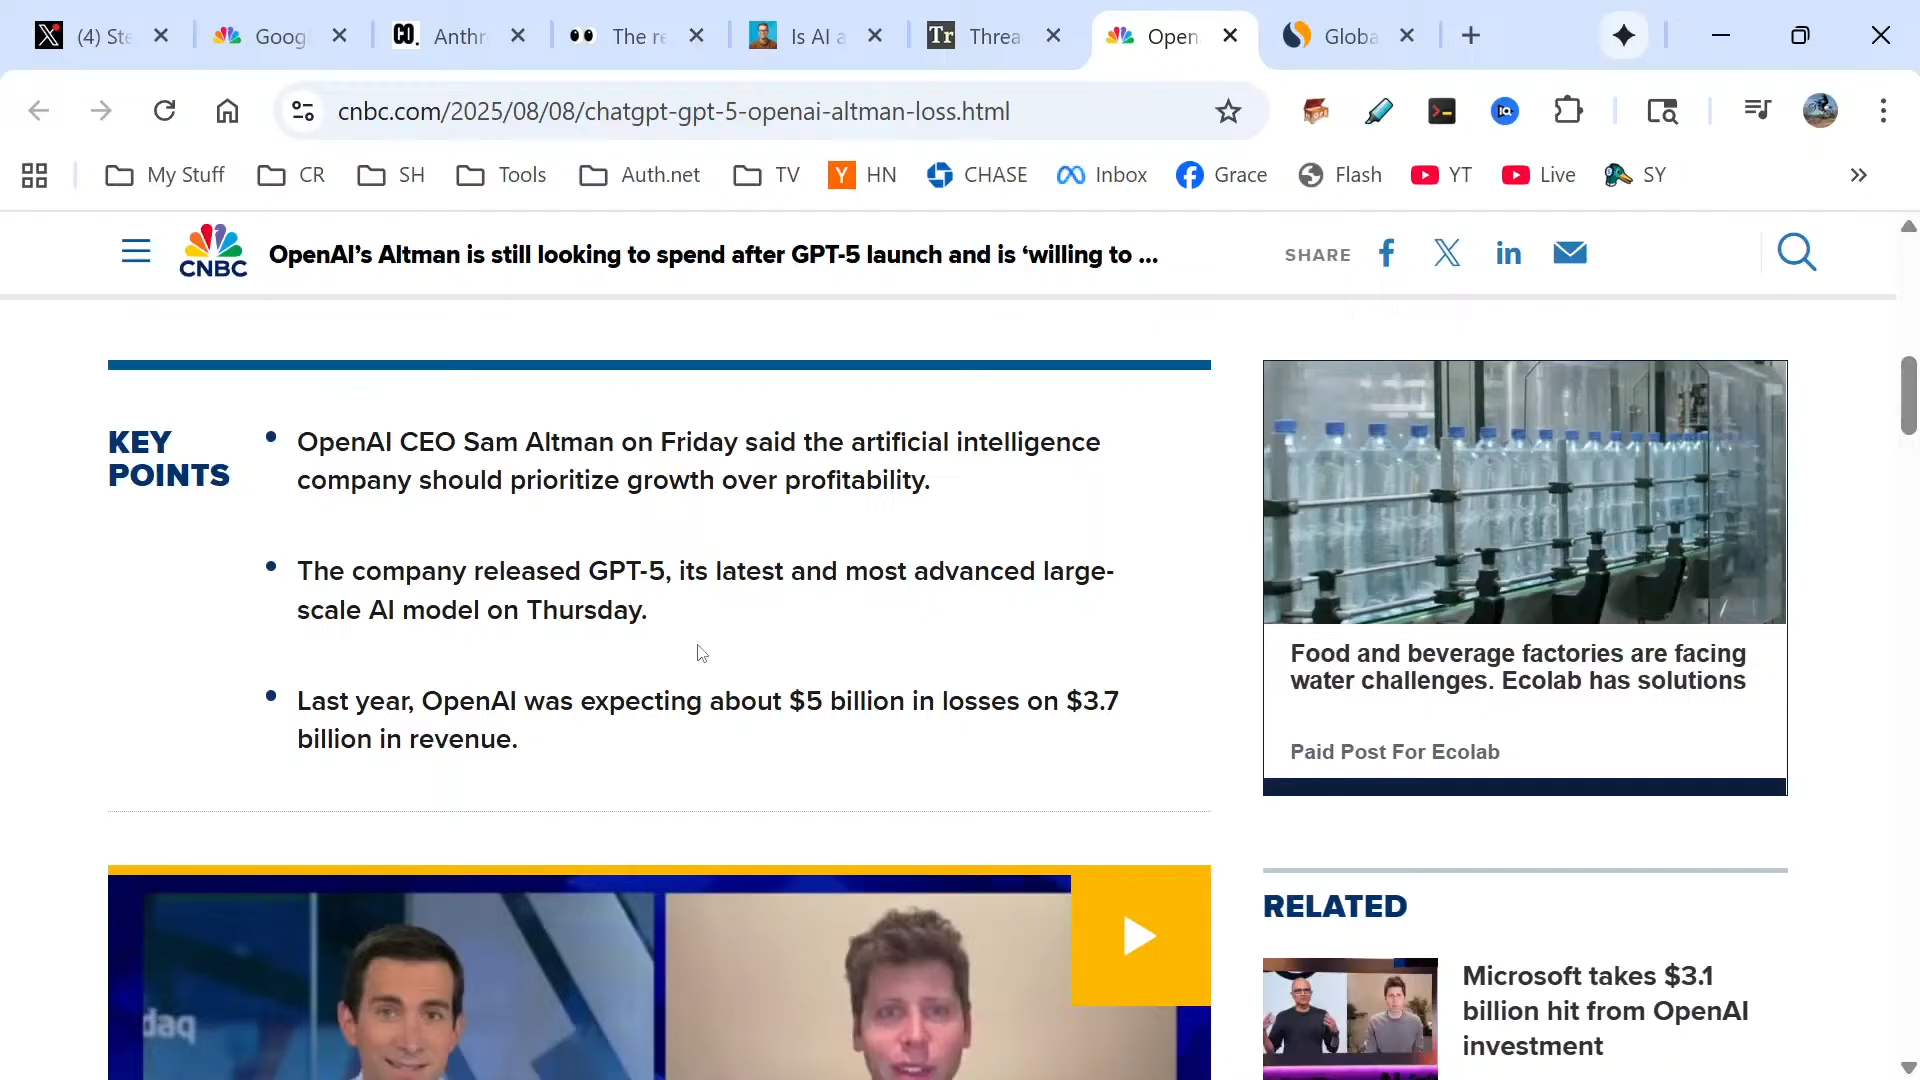 (4) Ste
Goog
CO.
Anthr
The re
Is AI a
Tr
Threa
Open
Globa
cnbc.com/2025/08/08/chatgpt-gpt-5-openai-altman-loss.html
My Stuff
CR
SH
Tools
Auth.net
TV
Y
HN
CHASE
Inbox
Grace
Flash
YT
Live
SY
CNBC
OpenAI’s Altman is still looking to spend after GPT-5 launch and is ‘willing to ...
SHARE
KEY
POINTS
• OpenAI CEO Sam Altman on Friday said the artificial intelligence
company should prioritize growth over profitability.
• The company released GPT-5, its latest and most advanced large-
scale AI model on Thursday.
• Last year, OpenAI was expecting about $5 billion in losses on $3.7
billion in revenue.
Food and beverage factories are facing
water challenges. Ecolab has solutions
Paid Post For Ecolab
daq
RELATED
Microsoft takes $3.1
billion hit from OpenAI
investment